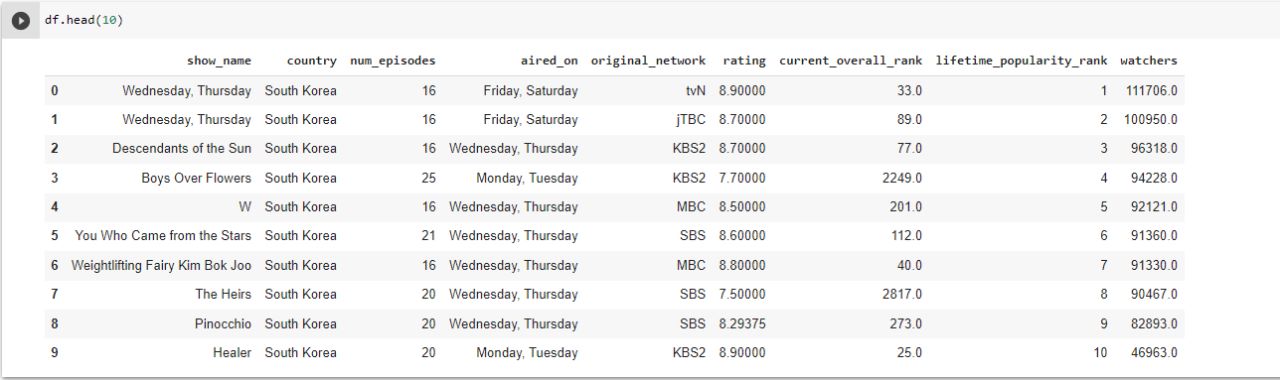 df.head(10)
show_name country num_episodes aired_on original_network rating current_overall_rank lifetime_popularity_rank watchers
0 Wednesday, Thursday South Korea 16 Friday, Saturday tvN 8.90000 33.0 1 111706.0
1 Wednesday, Thursday South Korea 16 Friday, Saturday jTBC 8.70000 89.0 2 100950.0
2 Descendants of the Sun South Korea 16 Wednesday, Thursday KBS2 8.70000 77.0 3 96318.0
3 Boys Over Flowers South Korea 25 Monday, Tuesday KBS2 7.70000 2249.0 4 94228.0
4 W South Korea 16 Wednesday, Thursday MBC 8.50000 201.0 5 92121.0
5 You Who Came from the Stars South Korea 21 Wednesday, Thursday SBS 8.60000 112.0 6 91360.0
6 Weightlifting Fairy Kim Bok Joo South Korea 16 Wednesday, Thursday MBC 8.80000 40.0 7 91330.0
7 The Heirs South Korea 20 Wednesday, Thursday SBS 7.50000 2817.0 8 90467.0
8 Pinocchio South Korea 20 Wednesday, Thursday SBS 8.29375 273.0 9 82893.0
9 Healer South Korea 20 Monday, Tuesday KBS2 8.90000 25.0 10 46963.0